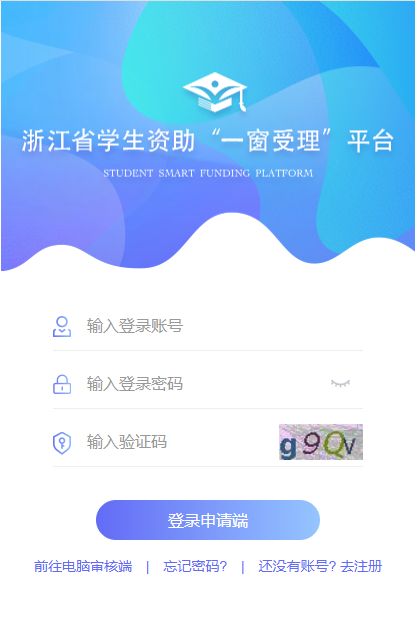 浙江省学生资助“一窗受理”平台
STUDENT SMART FUNDING PLATFORM
输入登录账号
输入登录密码
输入验证码
g9Qv
登录申请端
前往电脑审核端 | 忘记密码? | 还没有账号? 去注册